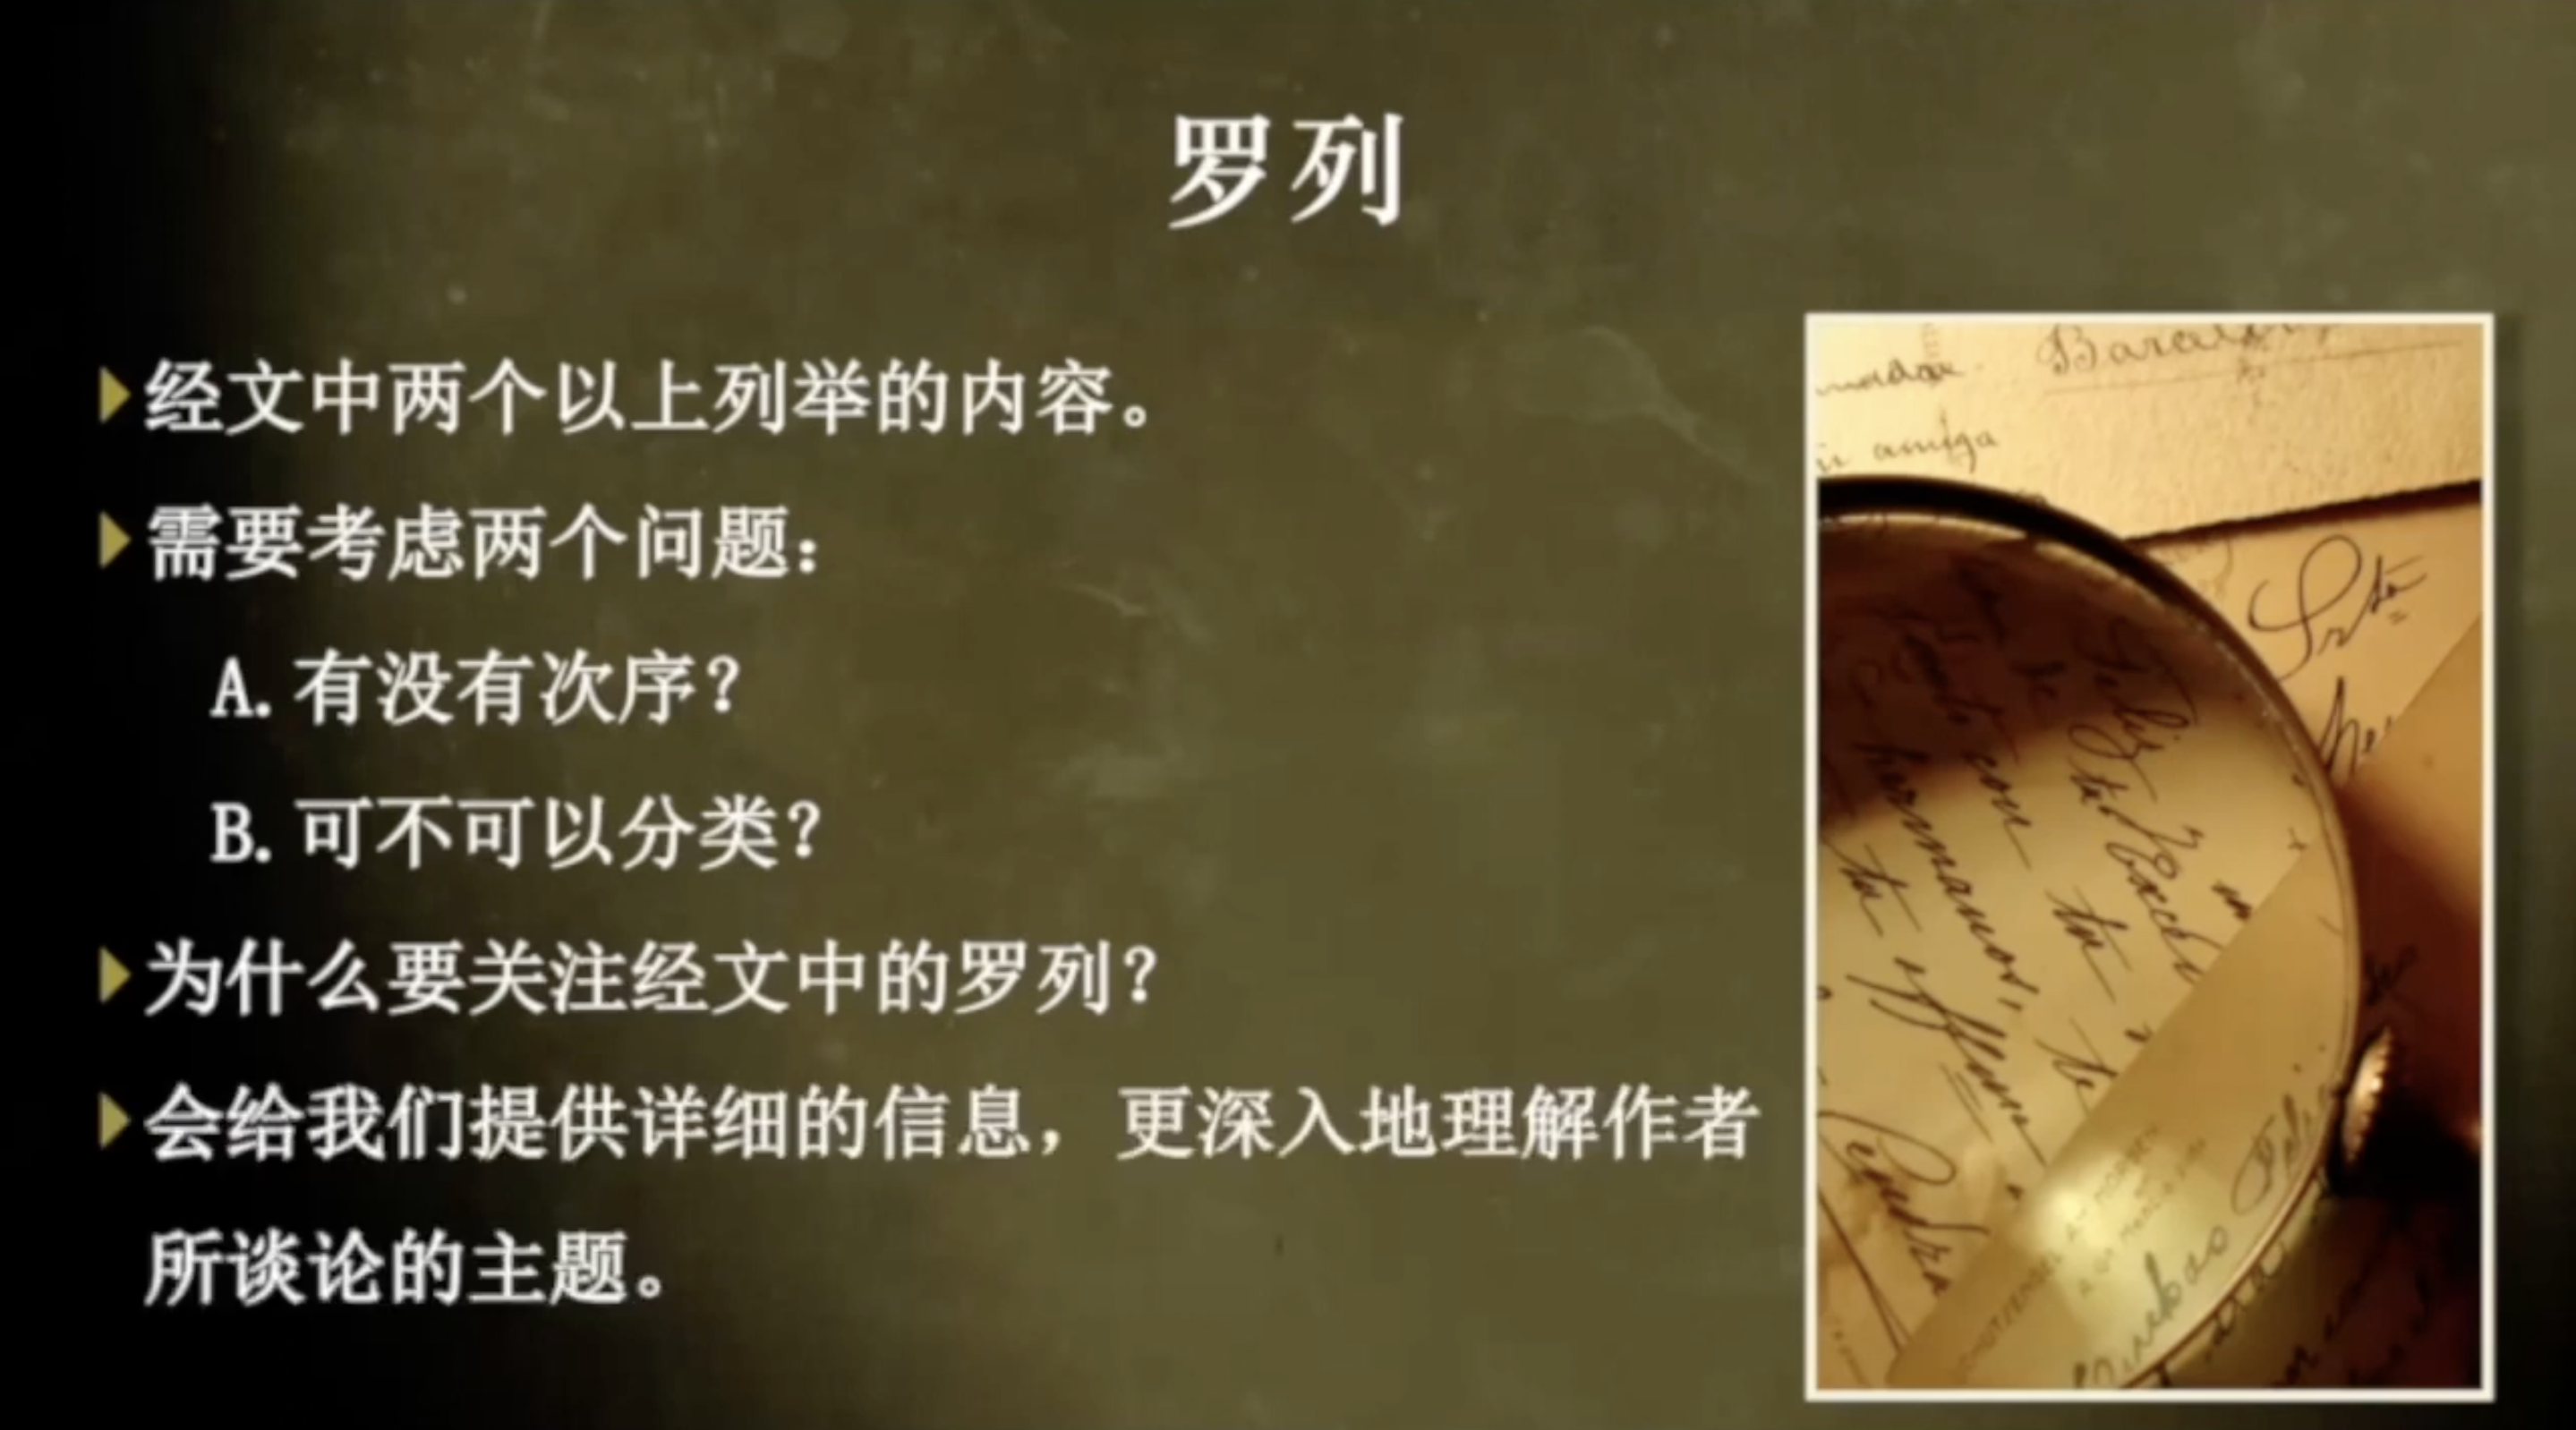 罗列
经文中两个以上列举的内容。
需要考虑两个问题：
A. 有没有次序？
B. 可不可以分类？
为什么要关注经文中的罗列？
会给我们提供详细的信息，更深入地理解作者
所谈论的主题。
amiga
con
hermanos,